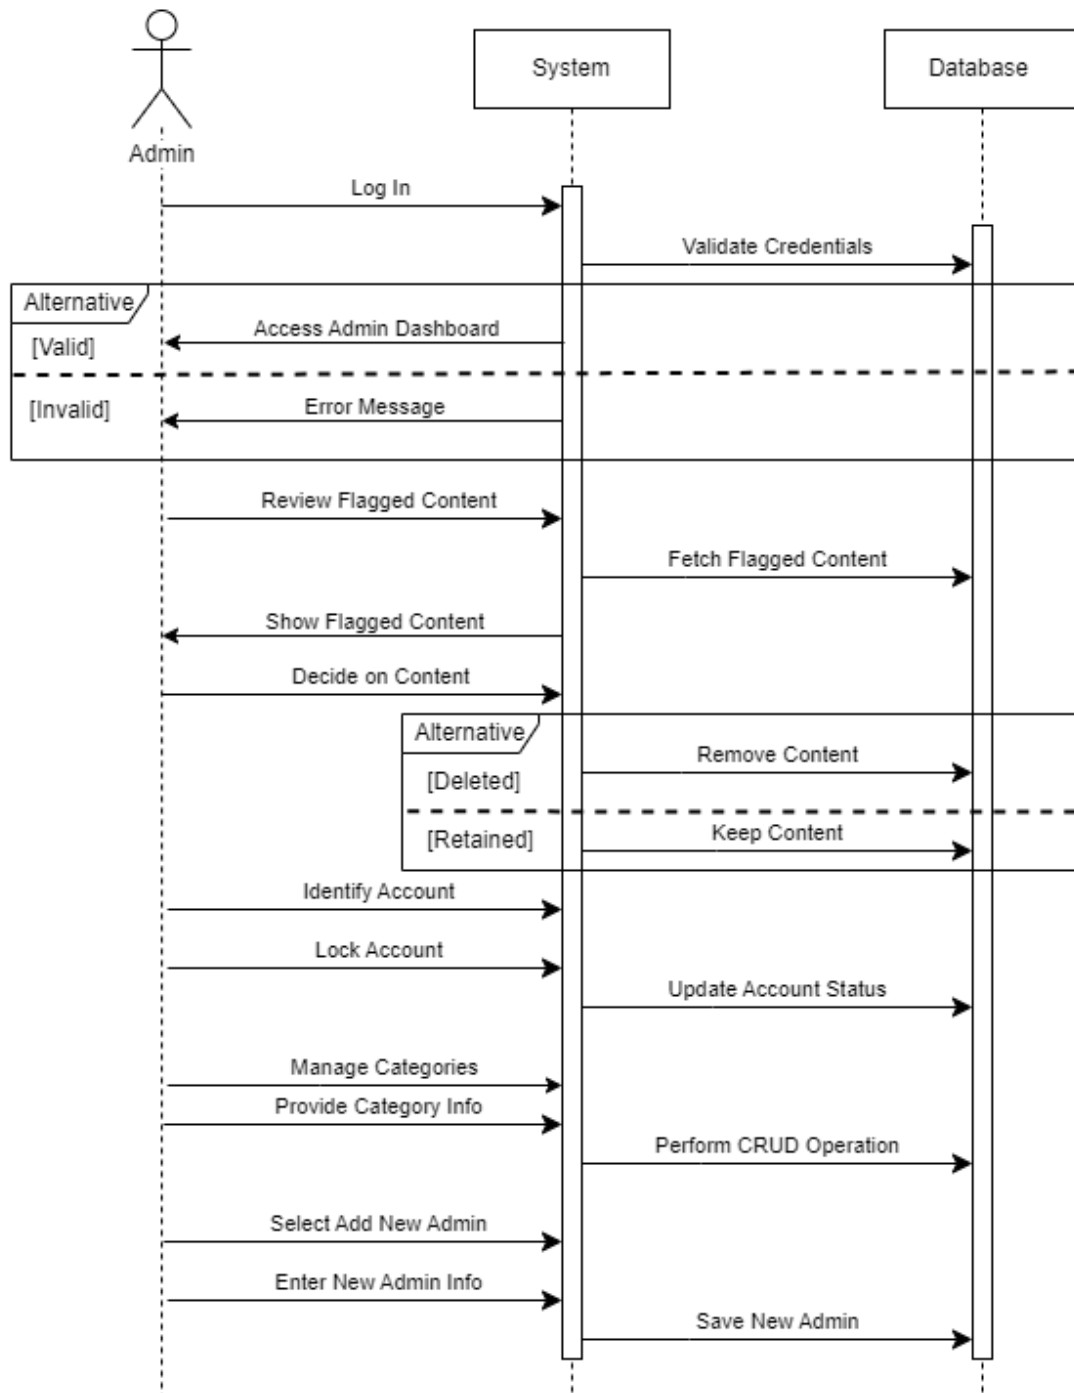 System
Database
Admin
Log In
Validate Credentials
Alternative
Access Admin Dashboard
[Valid]
Error Message
[Invalid]
Review Flagged Content
Fetch Flagged Content
Show Flagged Content
Decide on Content
Alternative
Remove Content
[Deleted]
Keep Content
[Retained]
Identify Account
Lock Account
Update Account Status
Manage Categories
Provide Category Info
Perform CRUD Operation
Select Add New Admin
Enter New Admin Info
Save New Admin